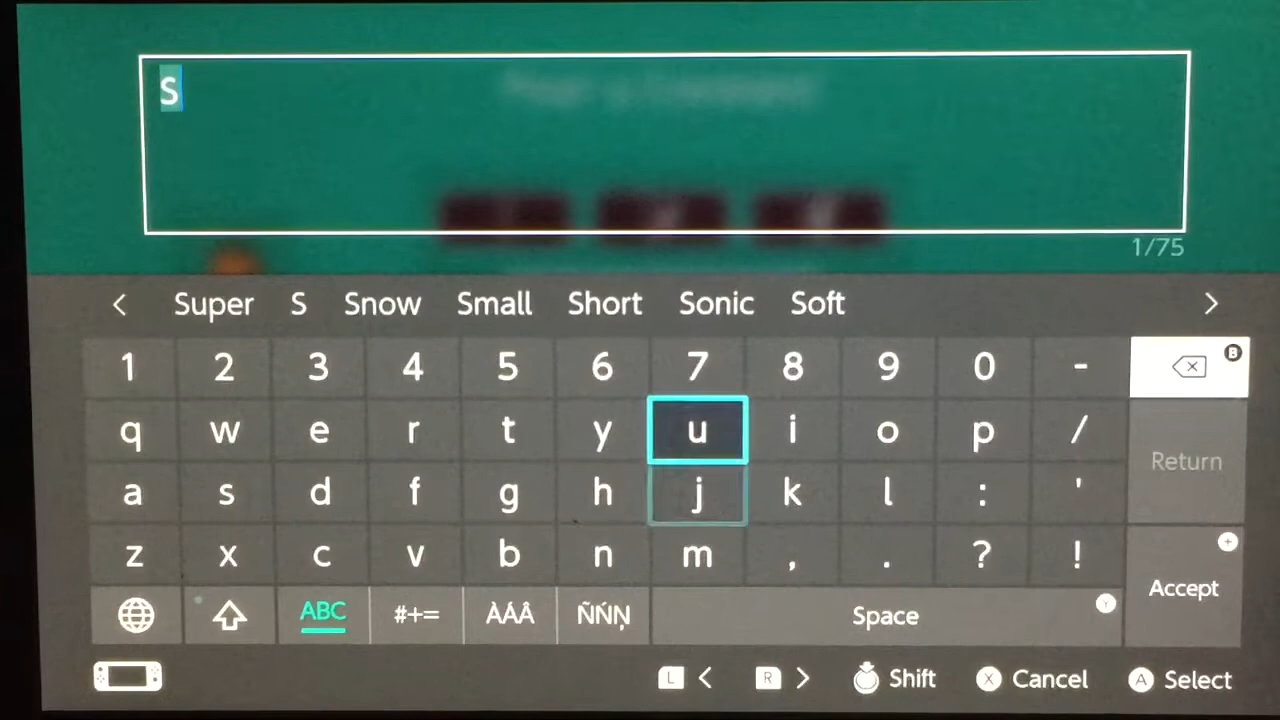 S
1/75
< Super S Snow Small Short Sonic Soft >
1 2 3 4 5 6 7 8 9 0 - B
q w e r t y u i o p /
Return
a s d f g h j k l : '
z x c v b n m , . ? ! +
Accept
ABC #+= ÀÁÂ ÑŃŅ Space Y
L < R > Shift X Cancel A Select